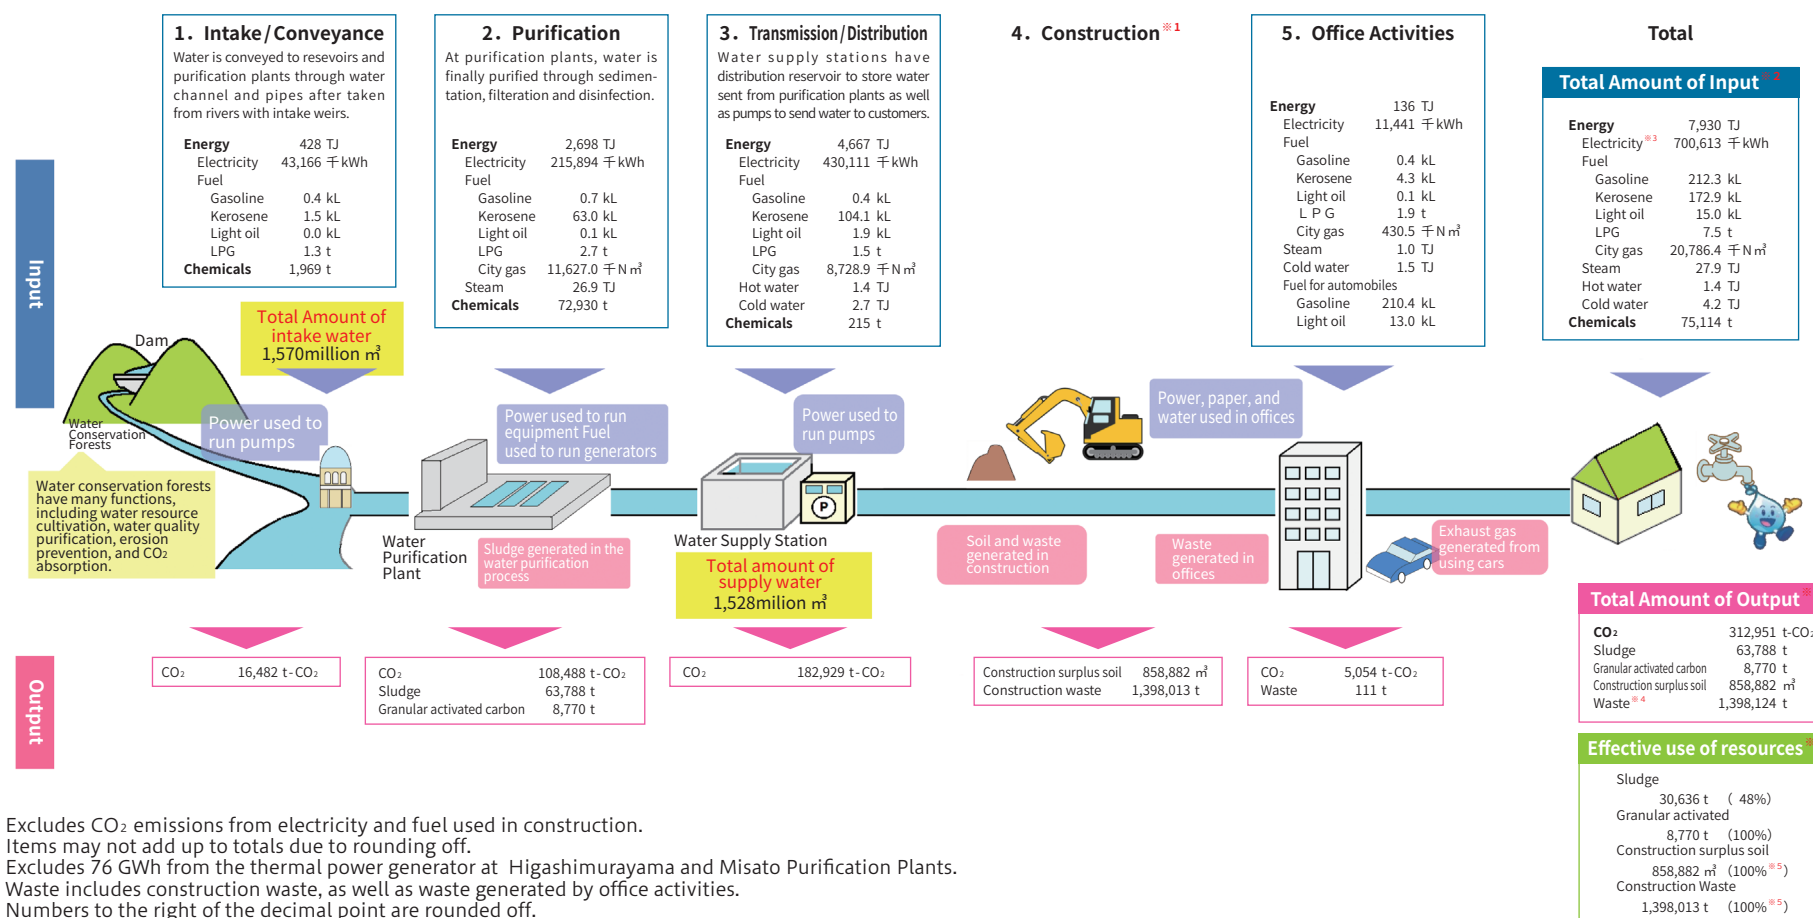 1. Intake/Conveyance
Water is conveyed to resevoirs and
purification plants through water
channel and pipes after taken
from rivers with intake weirs.
Energy 428 TJ
Electricity 43,166 千kWh
Fuel
Gasoline 0.4 kL
Kerosene 1.5 kL
Light oil 0.0 kL
LPG 1.3 t
Chemicals 1,969 t
2. Purification
At purification plants, water is
finally purified through sedimen-
tation, filteration and disinfection.
Energy 2,698 TJ
Electricity 215,894 千kWh
Fuel
Gasoline 0.7 kL
Kerosene 63.0 kL
Light oil 0.1 kL
LPG 2.7 t
City gas 11,627.0 千N㎥
Steam 26.9 TJ
Chemicals 72,930 t
3. Transmission/Distribution
Water supply stations have
distribution reservoir to store water
sent from purification plants as well
as pumps to send water to customers.
Energy 4,667 TJ
Electricity 430,111 千kWh
Fuel
Gasoline 0.4 kL
Kerosene 104.1 kL
Light oil 1.9 kL
LPG 1.5 t
City gas 8,728.9 千N㎥
Hot water 1.4 TJ
Cold water 2.7 TJ
Chemicals 215 t
4. Construction※1
5. Office Activities
Energy 136 TJ
Electricity 11,441 千kWh
Fuel
Gasoline 0.4 kL
Kerosene 4.3 kL
Light oil 0.1 kL
LPG 1.9 t
City gas 430.5 千N㎥
Steam 1.0 TJ
Cold water 1.5 TJ
Fuel for automobiles
Gasoline 210.4 kL
Light oil 13.0 kL
Total
Total Amount of Input※2
Energy 7,930 TJ
Electricity※3 700,613 千kWh
Fuel
Gasoline 212.3 kL
Kerosene 172.9 kL
Light oil 15.0 kL
LPG 7.5 t
City gas 20,786.4 千N㎥
Steam 27.9 TJ
Hot water 1.4 TJ
Cold water 4.2 TJ
Chemicals 75,114 t
Input
Total Amount of
intake water
1,570million ㎥
Dam
Water
Conservation
Forests
Water conservation forests
have many functions,
including water resource
cultivation, water quality
purification, erosion
prevention, and CO₂
absorption.
Power used to
run pumps
Power used to run
equipment Fuel
used to run generators
Power used to
run pumps
Power, paper, and
water used in offices
P
Water
Purification
Plant
Sludge generated in the
water purification
process
Water Supply Station
Total amount of
supply water
1,528milion ㎥
Soil and waste
generated in
construction
Waste
generated in
offices
Exhaust gas
generated from
using cars
Output
CO₂ 16,482 t-CO₂
CO₂ 108,488 t-CO₂
Sludge 63,788 t
Granular activated carbon 8,770 t
CO₂ 182,929 t-CO₂
Construction surplus soil 858,882 ㎥
Construction waste 1,398,013 t
CO₂ 5,054 t-CO₂
Waste 111 t
Total Amount of Output※
CO₂ 312,951 t-CO₂
Sludge 63,788 t
Granular activated carbon 8,770 t
Construction surplus soil 858,882 ㎥
Waste※4 1,398,124 t
Effective use of resources※
Sludge
30,636 t ( 48%)
Granular activated
8,770 t (100%)
Construction surplus soil
858,882 ㎥ (100%※5)
Construction Waste
1,398,013 t (100%※5)
Excludes CO₂ emissions from electricity and fuel used in construction.
Items may not add up to totals due to rounding off.
Excludes 76 GWh from the thermal power generator at Higashimurayama and Misato Purification Plants.
Waste includes construction waste, as well as waste generated by office activities.
Numbers to the right of the decimal point are rounded off.